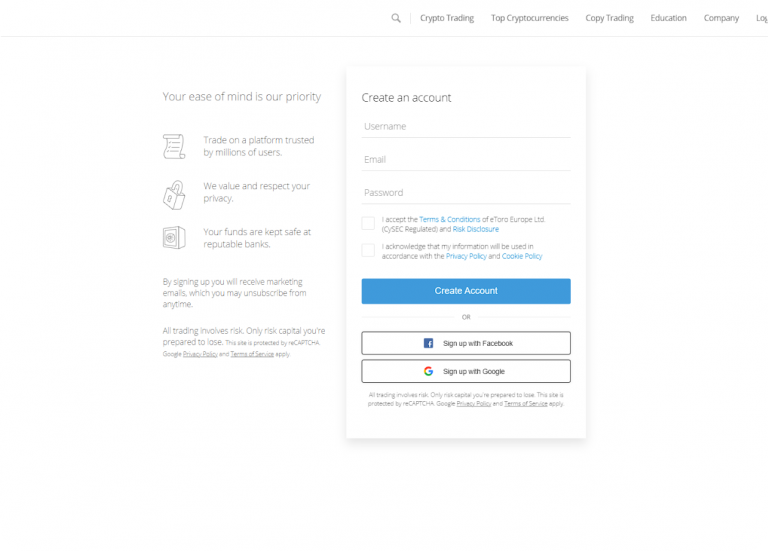 Crypto Trading Top Cryptocurrencies Copy Trading Education Company
Your ease of mind is our priority
Trade on a platform trusted
by millions of users.
We value and respect your
privacy.
Your funds are kept safe at
reputable banks.
By signing up you will receive marketing
emails, which you may unsubscribe from
anytime.
All trading involves risk. Only risk capital you're
prepared to lose. This site is protected by reCAPTCHA.
Google Privacy Policy and Terms of Service apply.
Create an account
Username
Email
Password
I accept the Terms & Conditions of eToro Europe Ltd.
(CySEC Regulated) and Risk Disclosure
I acknowledge that my information will be used in
accordance with the Privacy Policy and Cookie Policy
Create Account
OR
Sign up with Facebook
Sign up with Google
All trading involves risk. Only risk capital you're prepared to lose. This site is
protected by reCAPTCHA. Google Privacy Policy and Terms of Service apply.